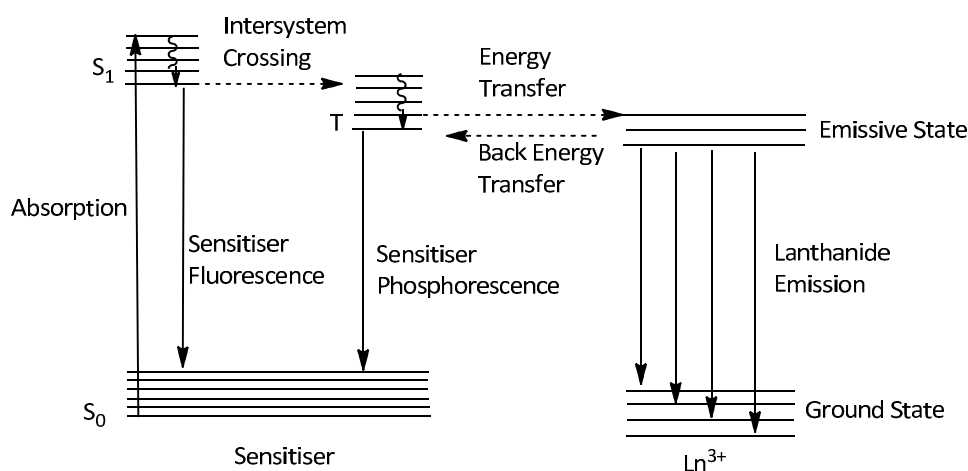 Intersystem
Crossing
S1
Energy
Transfer
T
Emissive State
Back Energy
Transfer
Absorption
Sensitiser
Fluorescence
Sensitiser
Phosphorescence
Lanthanide
Emission
S0
Ground State
Sensitiser
Ln3+